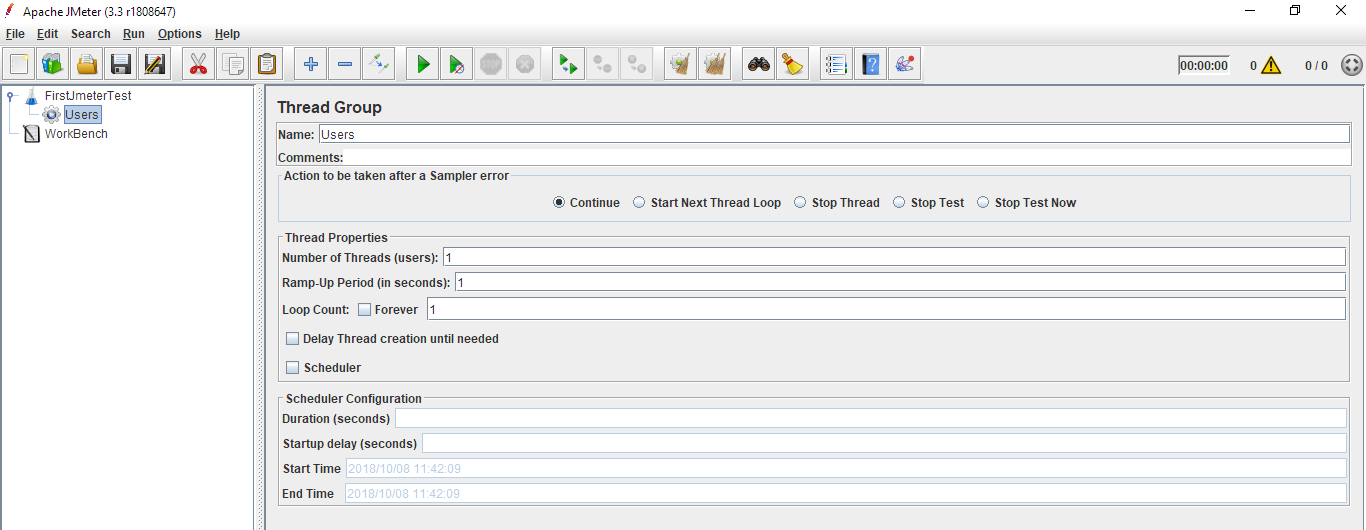 Apache JMeter (3.3 r1808647)
File Edit Search Run Options Help
STOP
00:00:00 0 0 / 0
FirstJmeterTest
Users
WorkBench
Thread Group
Name: Users
Comments:
Action to be taken after a Sampler error
Continue Start Next Thread Loop Stop Thread Stop Test Stop Test Now
Thread Properties
Number of Threads (users): 1
Ramp-Up Period (in seconds): 1
Loop Count: Forever 1
Delay Thread creation until needed
Scheduler
Scheduler Configuration
Duration (seconds)
Startup delay (seconds)
Start Time 2018/10/08 11:42:09
End Time 2018/10/08 11:42:09